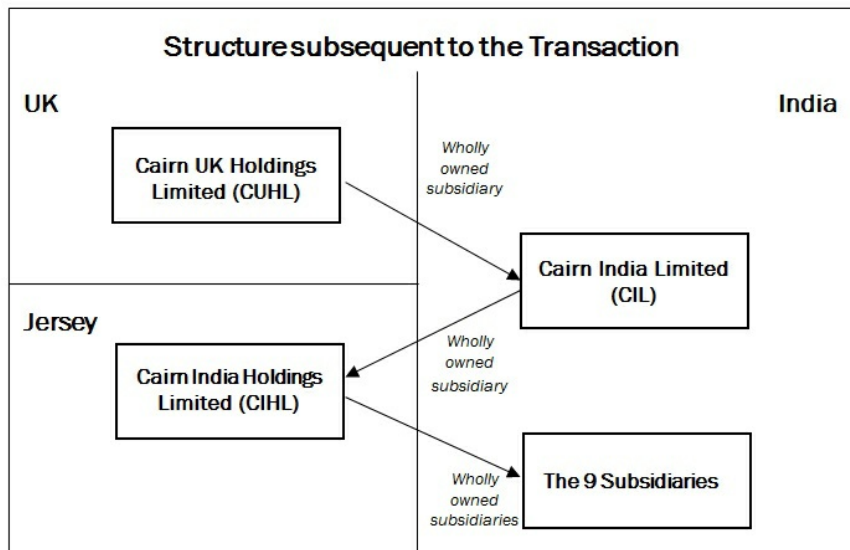 Structure subsequent to the Transaction
UK
India
Cairn UK Holdings
Limited (CUHL)
Wholly
owned
subsidiary
Cairn India Limited
(CIL)
Jersey
Cairn India Holdings
Limited (CIHL)
Wholly
owned
subsidiary
The 9 Subsidiaries
Wholly
owned
subsidiaries